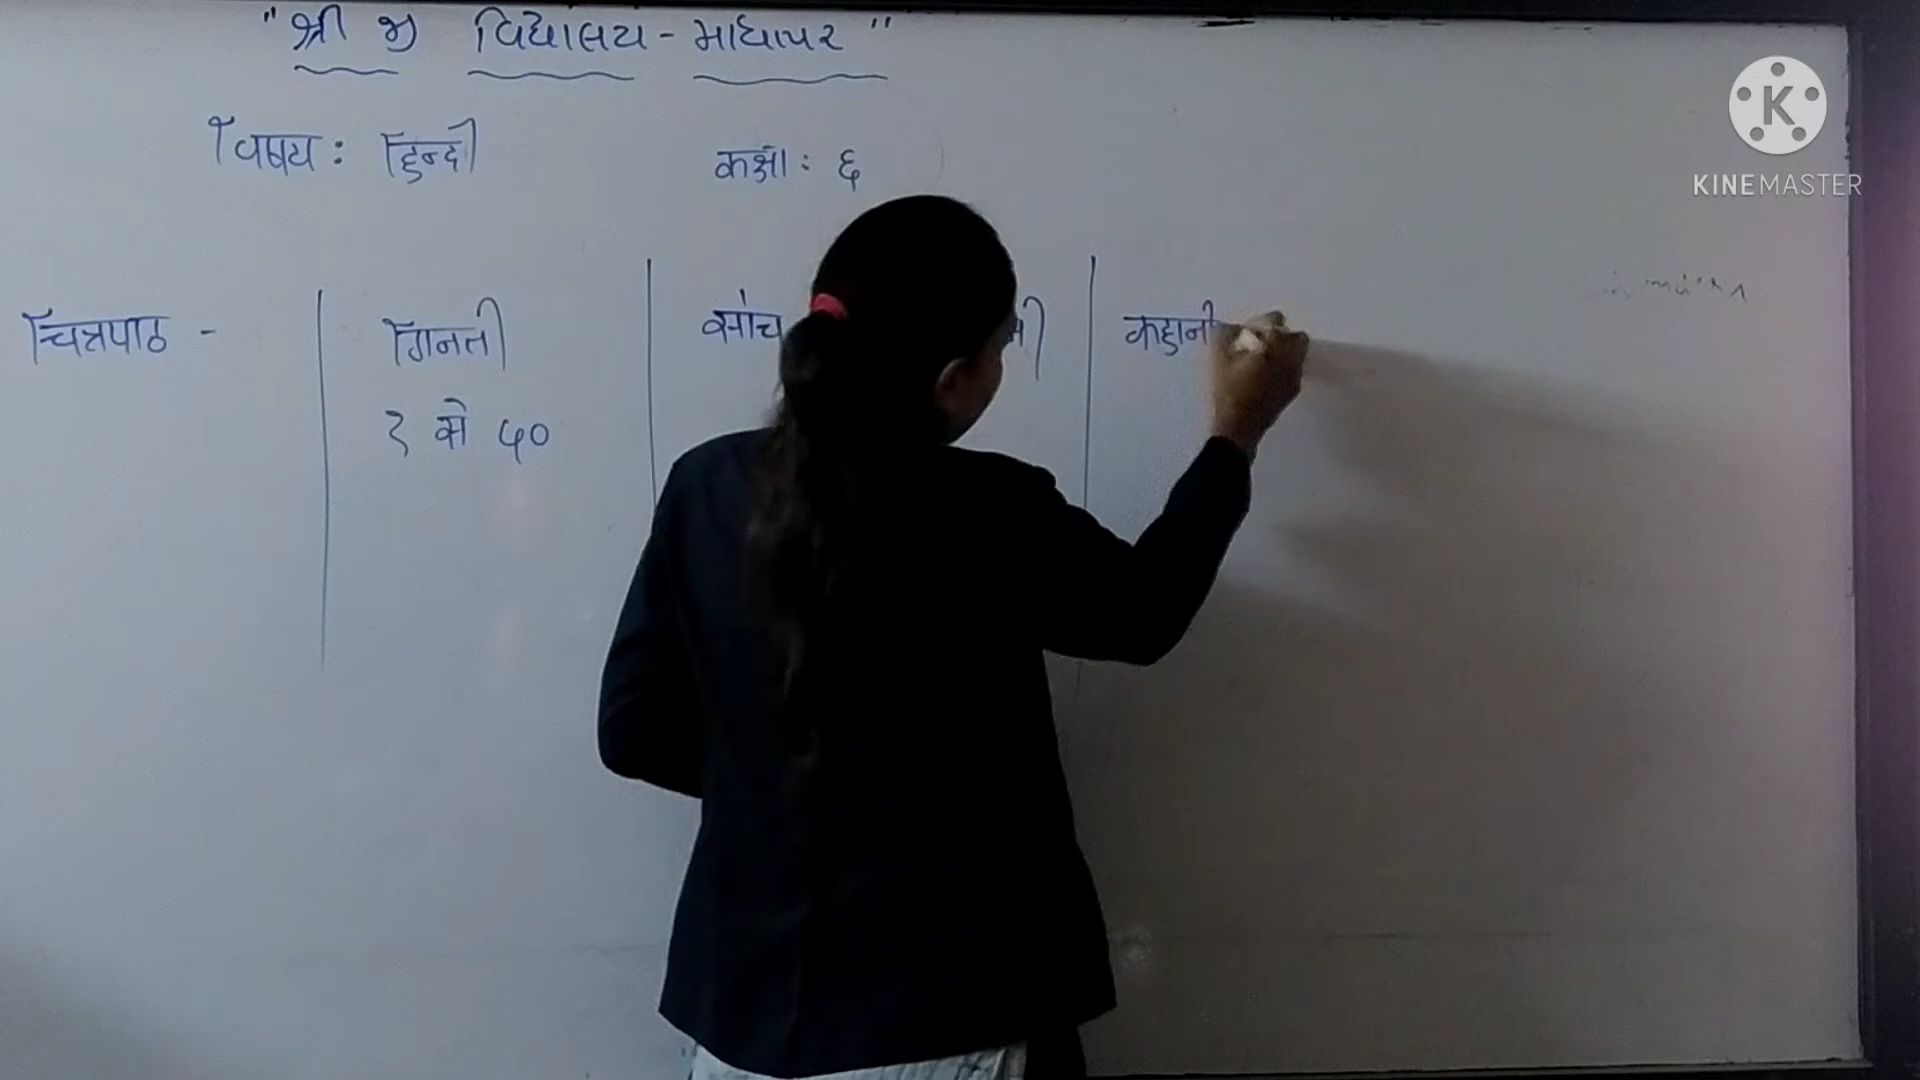 "श्री जी विद्यालय - माधापर"
विषय : हिन्दी कक्षा : ६
चित्रपाठ - गिनती सोच कहानी
१ से ५०
KINEMASTER